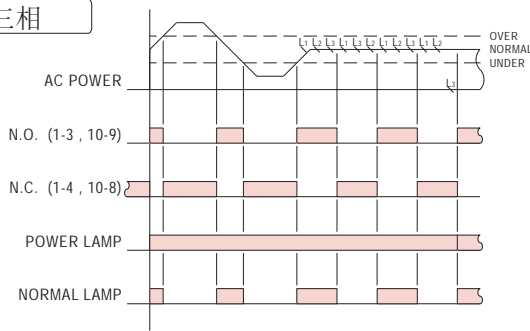 三相
OVER
L1 L2 L3 L1 L3 L2 L1 L2 L3 L1 L2
NORMAL
UNDER
AC POWER
L3
N.O. (1-3 , 10-9)
N.C. (1-4 , 10-8)
POWER LAMP
NORMAL LAMP